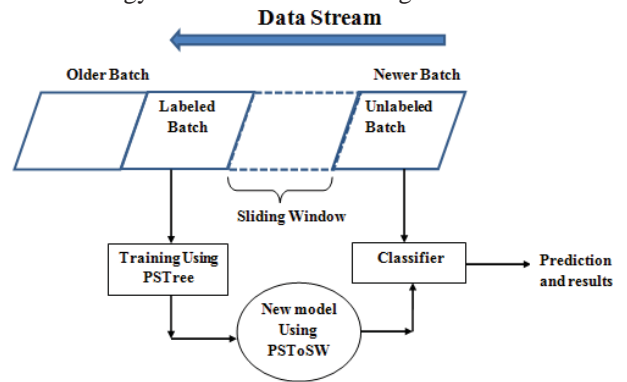 Data Stream
Older Batch
Newer Batch
Labeled
Batch
Unlabeled
Batch
Sliding Window
Training Using
PSTree
Classifier
Prediction
and results
New model
Using
PSToSW